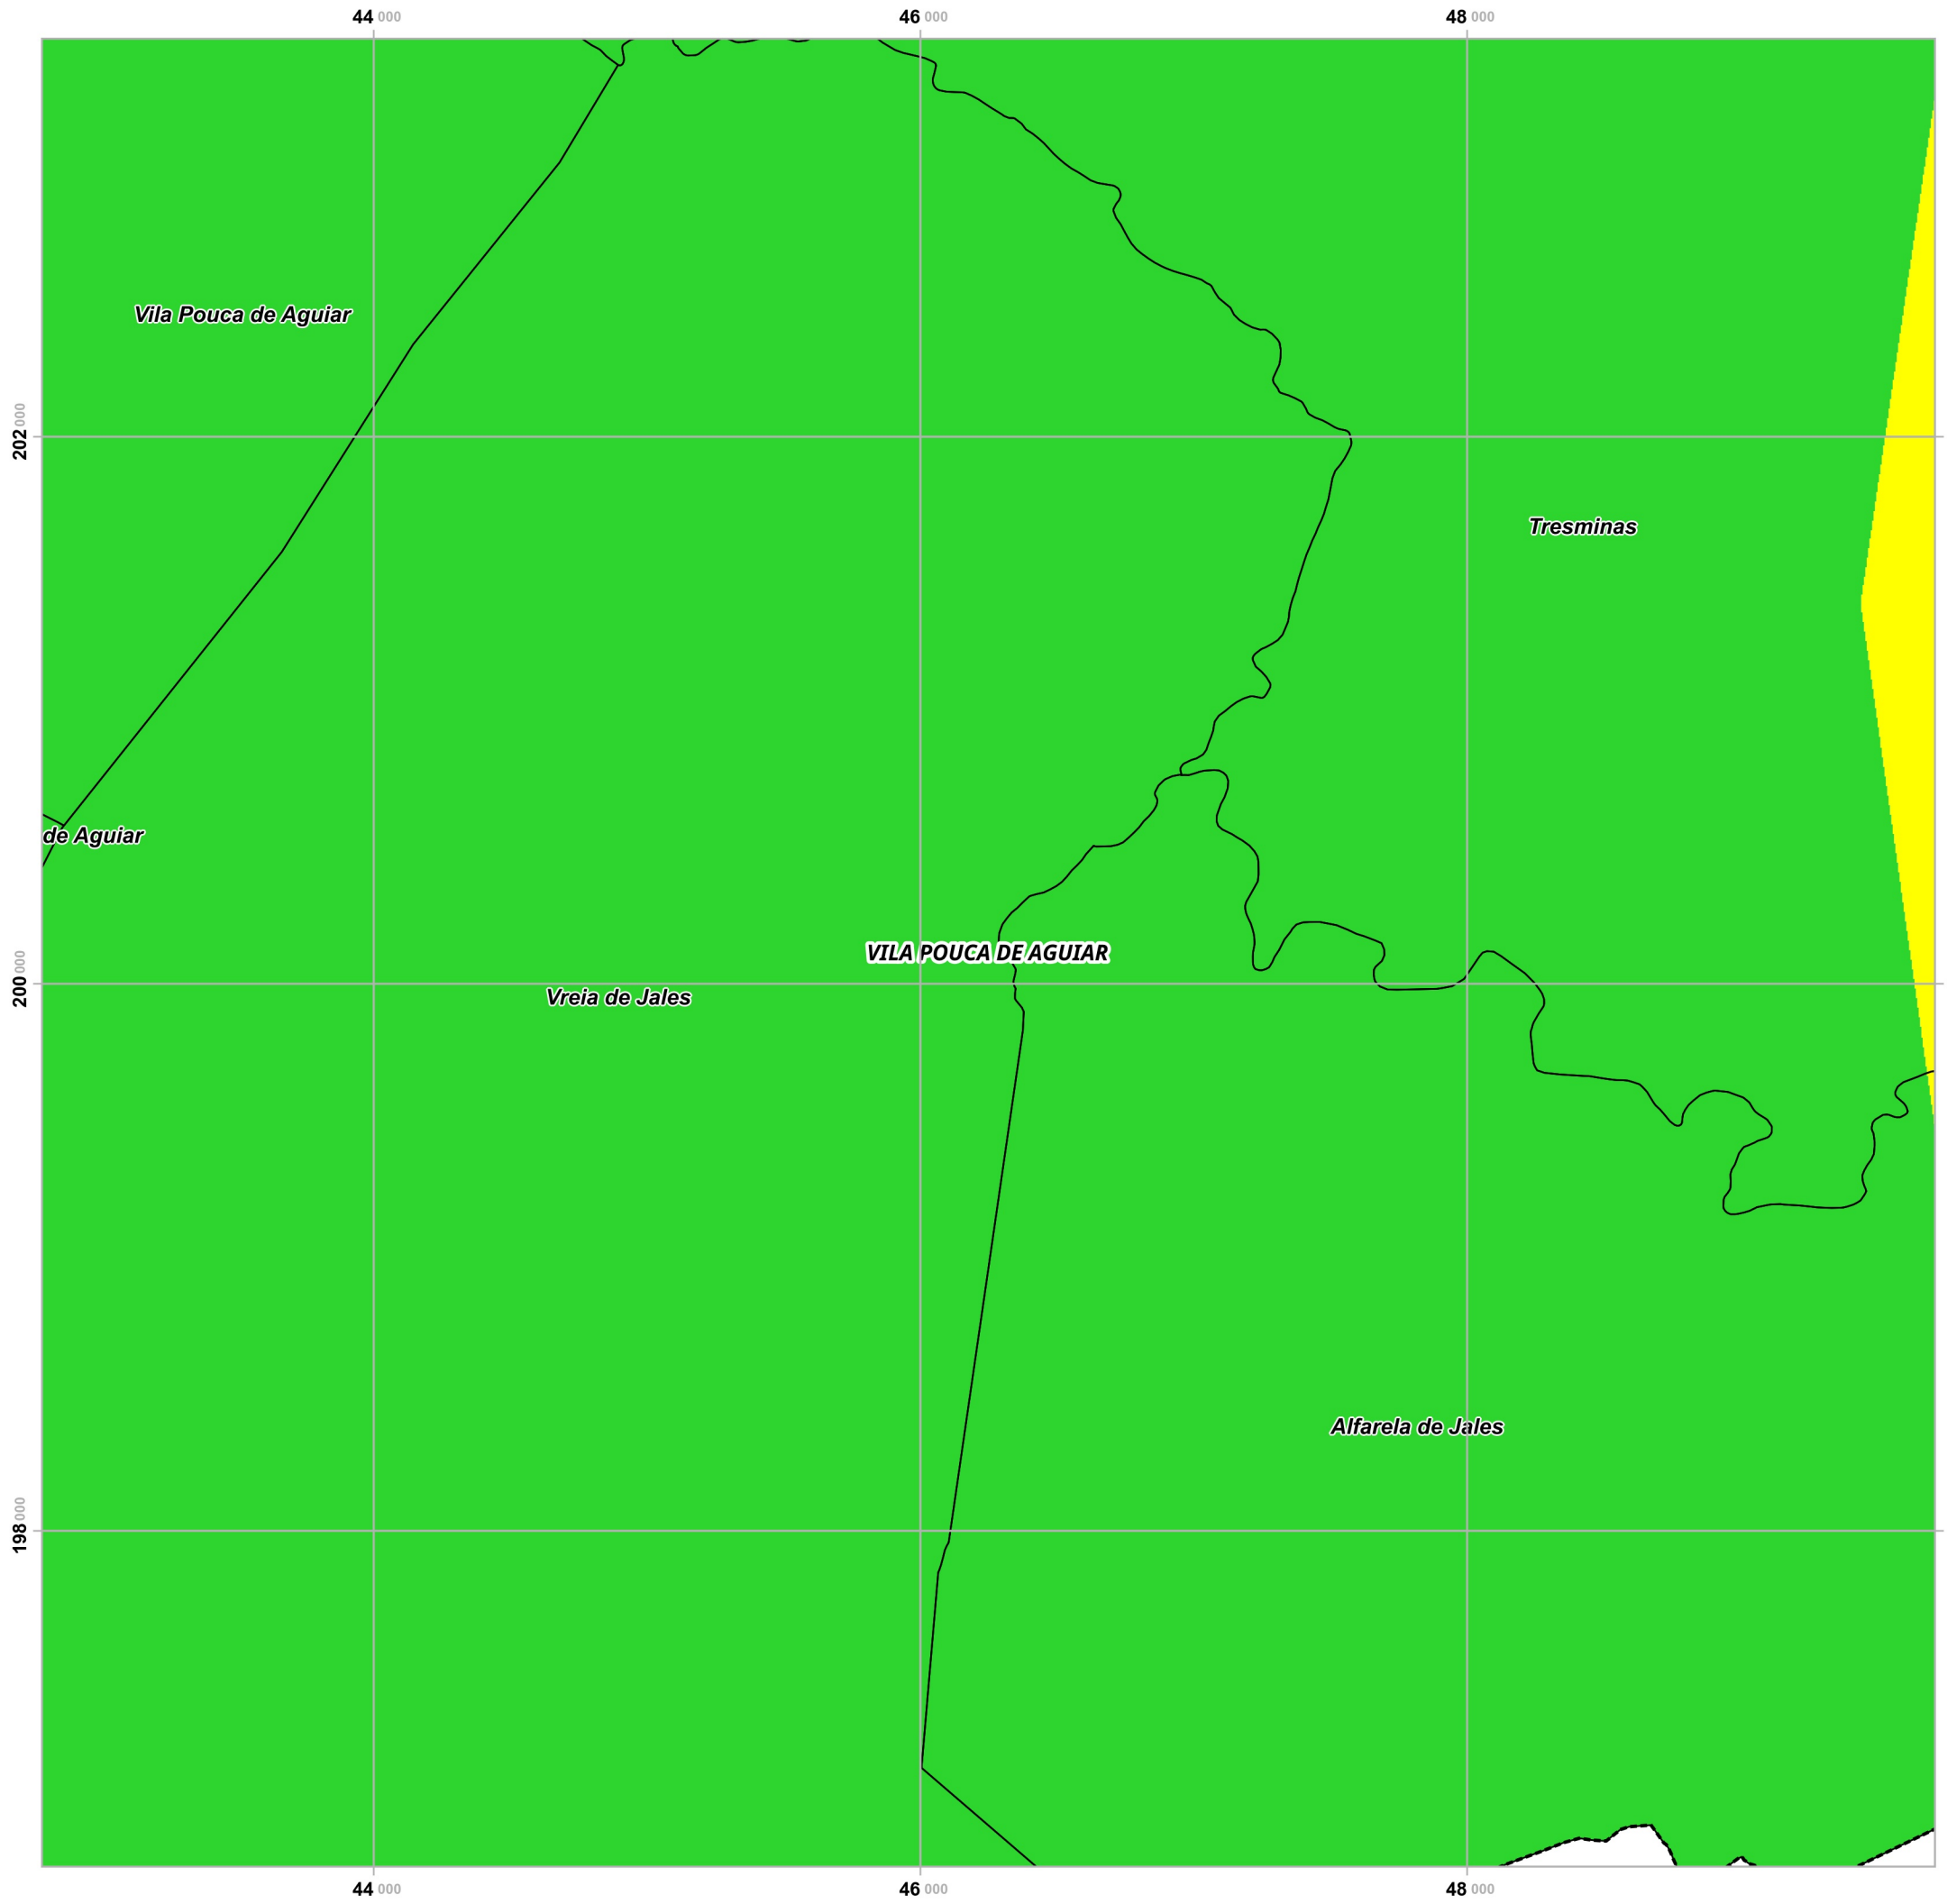 44 000 46 000 48 000
Vila Pouca de Aguiar
202 000
Tresminas
de Aguiar
VILA POUCA DE AGUIAR
200 000
Vreia de Jales
Alfarela de Jales
198 000
44 000 46 000 48 000